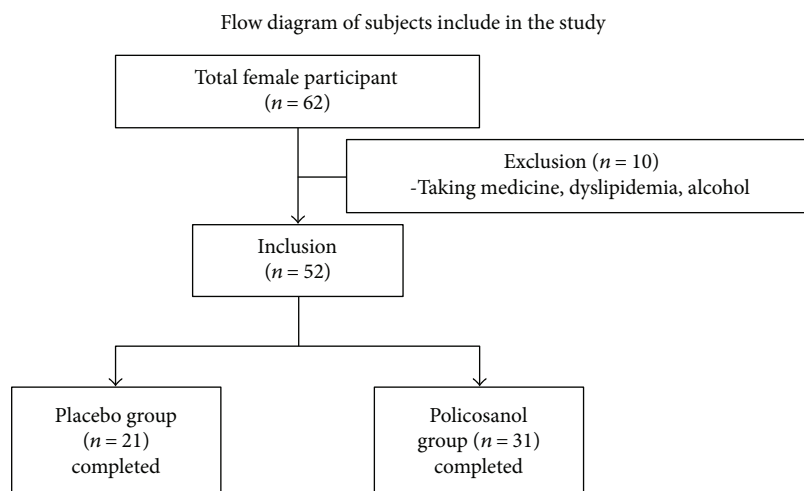 Flow diagram of subjects include in the study
Total female participant
(n = 62)
Exclusion (n = 10)
-Taking medicine, dyslipidemia, alcohol
Inclusion
(n = 52)
Placebo group
(n = 21)
completed
Policosanol
group (n = 31)
completed